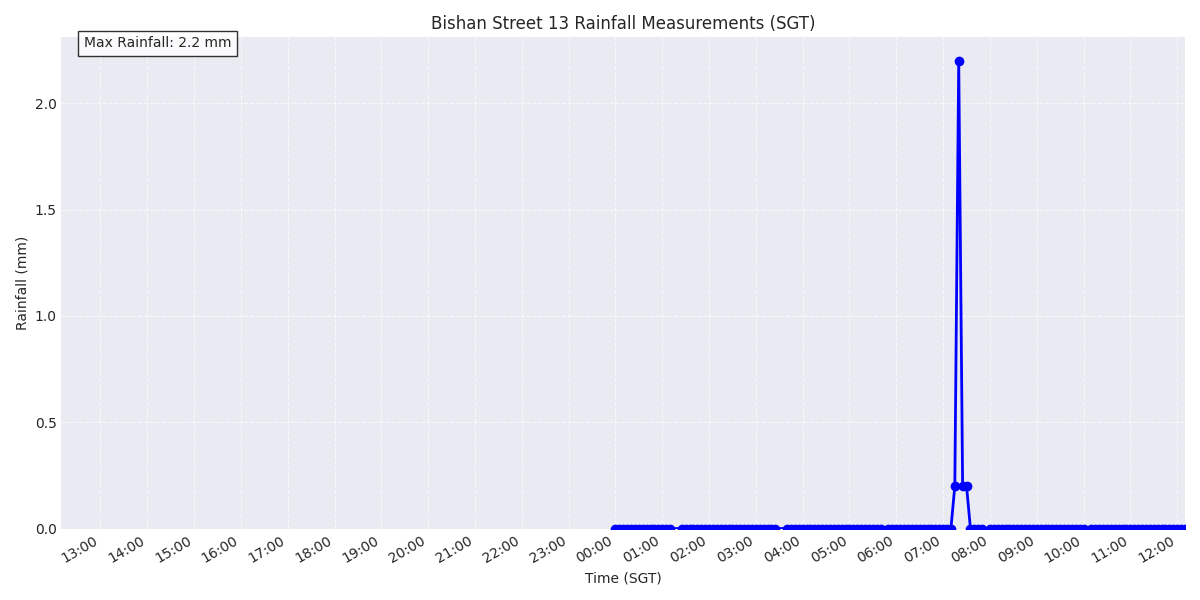 Bishan Street 13 Rainfall Measurements (SGT)
Max Rainfall: 2.2 mm
Rainfall (mm)
2.0
1.5
1.0
0.5
0.0
13:00 14:00 15:00 16:00 17:00 18:00 19:00 20:00 21:00 22:00 23:00 00:00 01:00 02:00 03:00 04:00 05:00 06:00 07:00 08:00 09:00 10:00 11:00 12:00
Time (SGT)